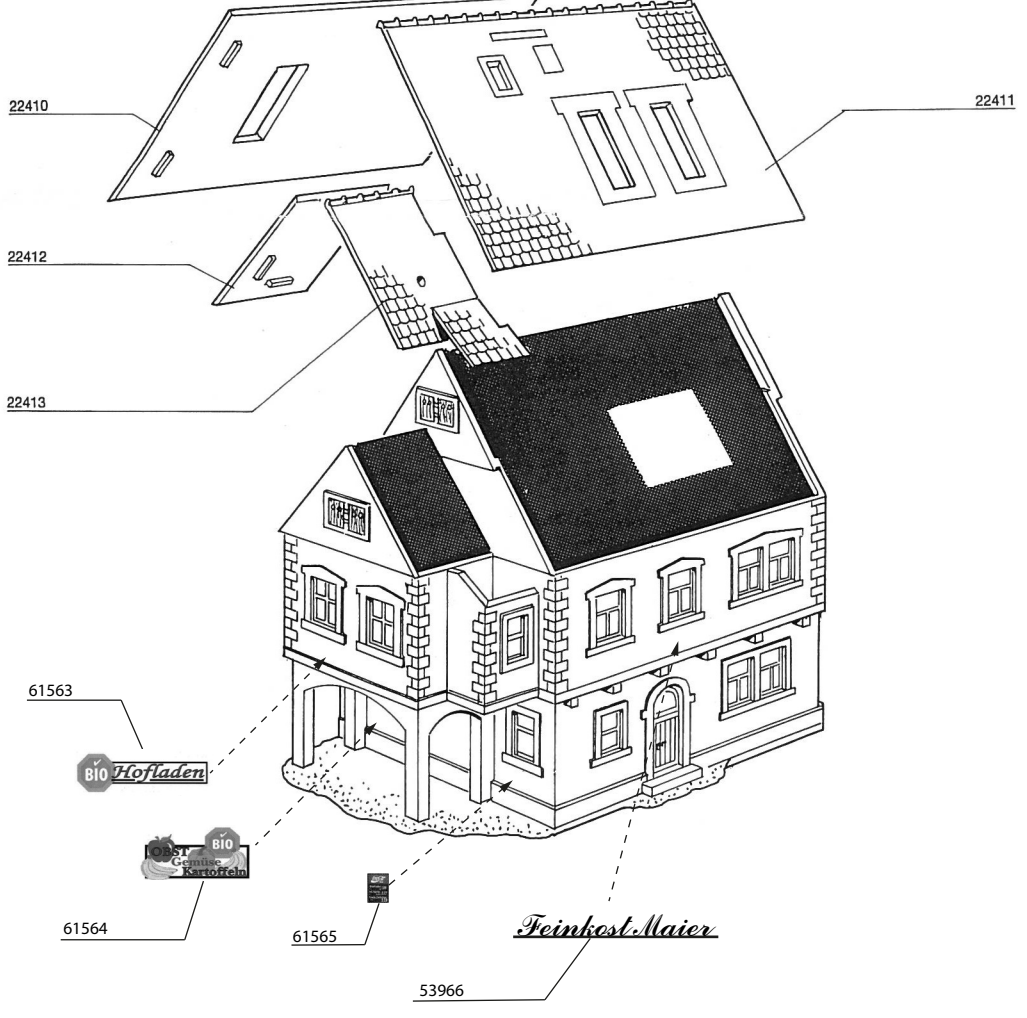 22410
22411
22412
22413
61563
BIO Hofladen
BIO
OBST
Gemüse
Kartoffeln
61564
61565
Feinkost Maier
53966